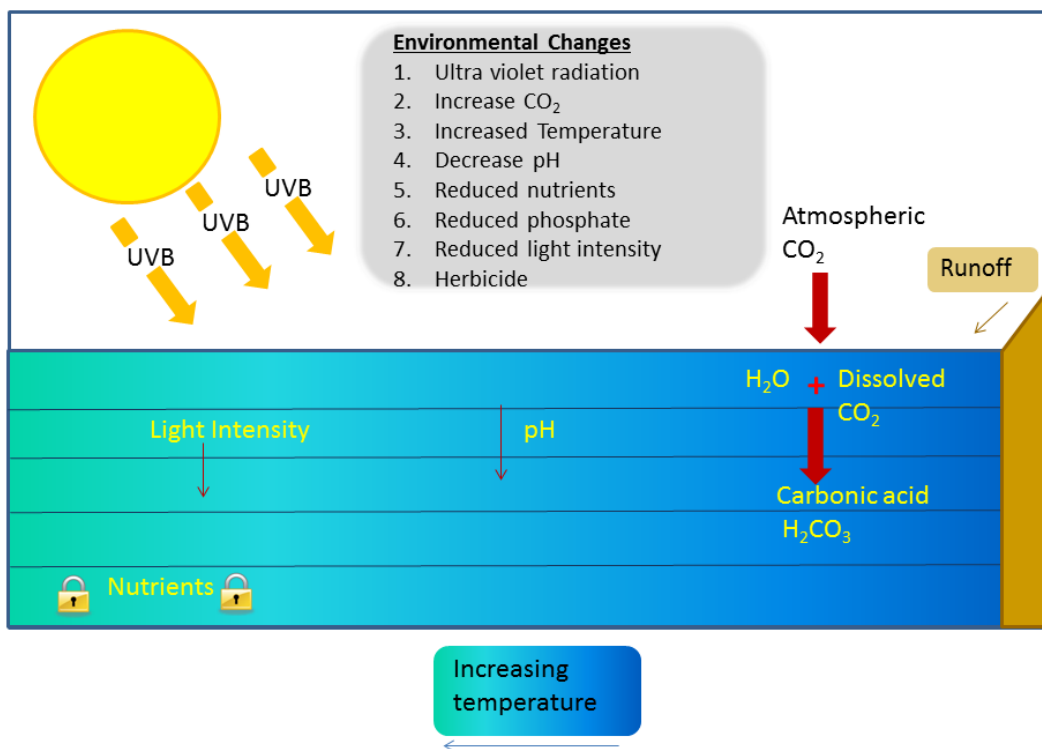 Environmental Changes
1. Ultra violet radiation
2. Increase CO₂
3. Increased Temperature
4. Decrease pH
5. Reduced nutrients
6. Reduced phosphate
7. Reduced light intensity
8. Herbicide
UVB
UVB
UVB
Atmospheric
CO₂
Runoff
H₂O + Dissolved
CO₂
Light Intensity
pH
Carbonic acid
H₂CO₃
Nutrients
Increasing
temperature